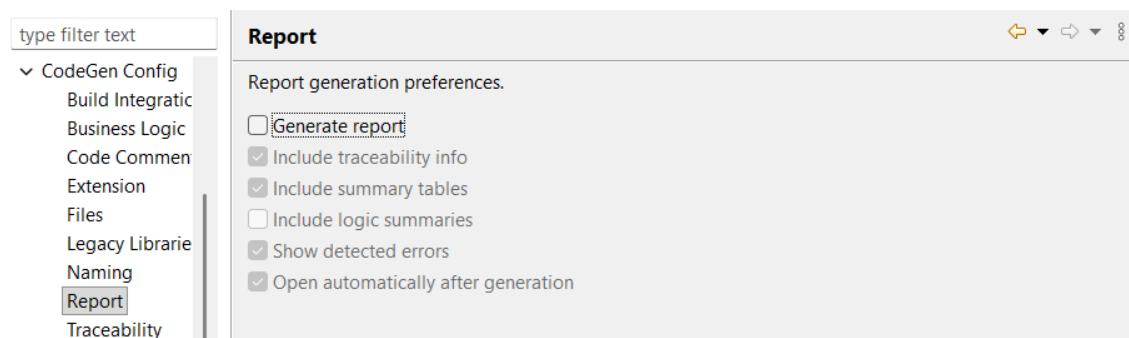 type filter text
CodeGen Config
Build Integratic
Business Logic
Code Commen
Extension
Files
Legacy Librarie
Naming
Report
Traceability
Report
Report generation preferences.
Generate report
Include traceability info
Include summary tables
Include logic summaries
Show detected errors
Open automatically after generation